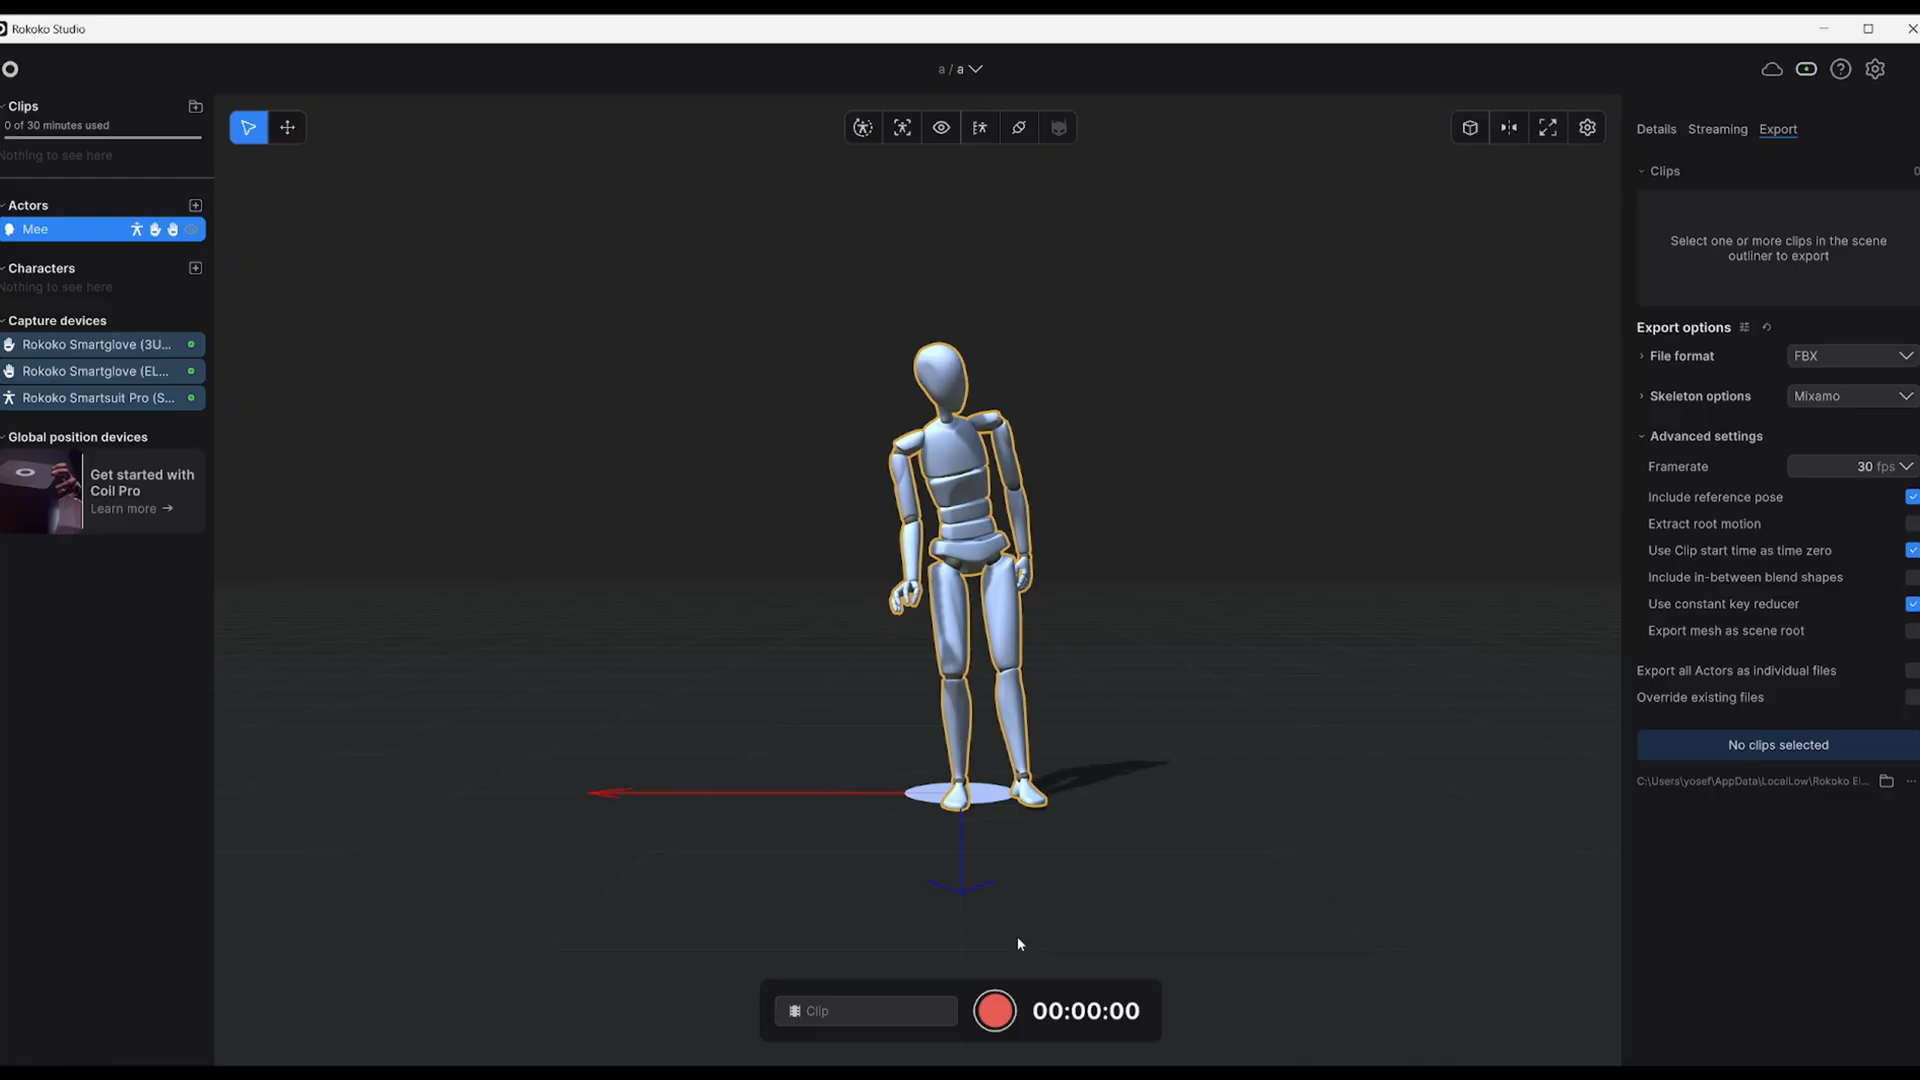 Rokoko Studio
a / a
Clips
0 of 30 minutes used
Nothing to see here
Actors
Mee
Characters
Nothing to see here
Capture devices
Rokoko Smartglove (3U...
Rokoko Smartglove (EL...
Rokoko Smartsuit Pro (S...
Global position devices
Get started with
Coil Pro
Learn more →
Details Streaming Export
Clips 0
Select one or more clips in the scene
outliner to export
Export options
File format FBX
Skeleton options Mixamo
Advanced settings
Framerate 30 fps
Include reference pose
Extract root motion
Use Clip start time as time zero
Include in-between blend shapes
Use constant key reducer
Export mesh as scene root
Export all Actors as individual files
Override existing files
No clips selected
C:\Users\yosef\AppData\LocalLow\Rokoko El...
Clip
00:00:00